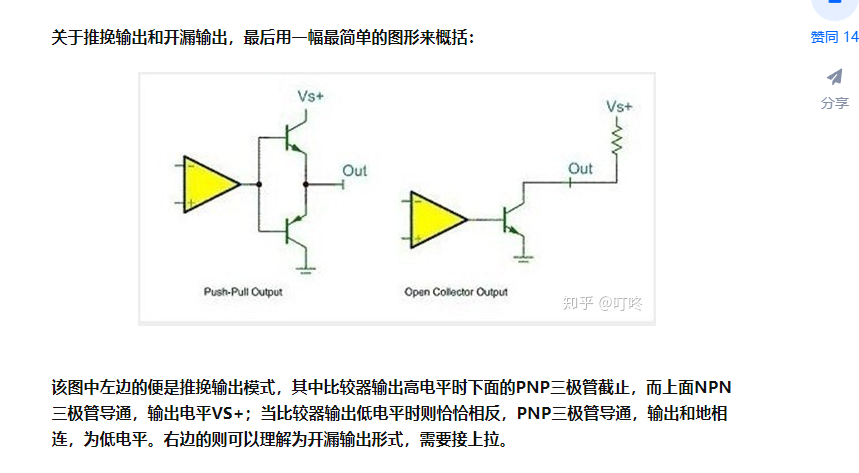 关于推挽输出和开漏输出，最后用一幅最简单的图形来概括：
赞同 14
分享
Vs+
Vs+
Out
Out
Push-Pull Output
Open Collector Output
知乎 @叮咚
该图中左边的便是推挽输出模式，其中比较器输出高电平时下面的PNP三极管截止，而上面NPN
三极管导通，输出电平VS+；当比较器输出低电平时则恰恰相反，PNP三极管导通，输出和地相
连，为低电平。右边的则可以理解为开漏输出形式，需要接上拉。